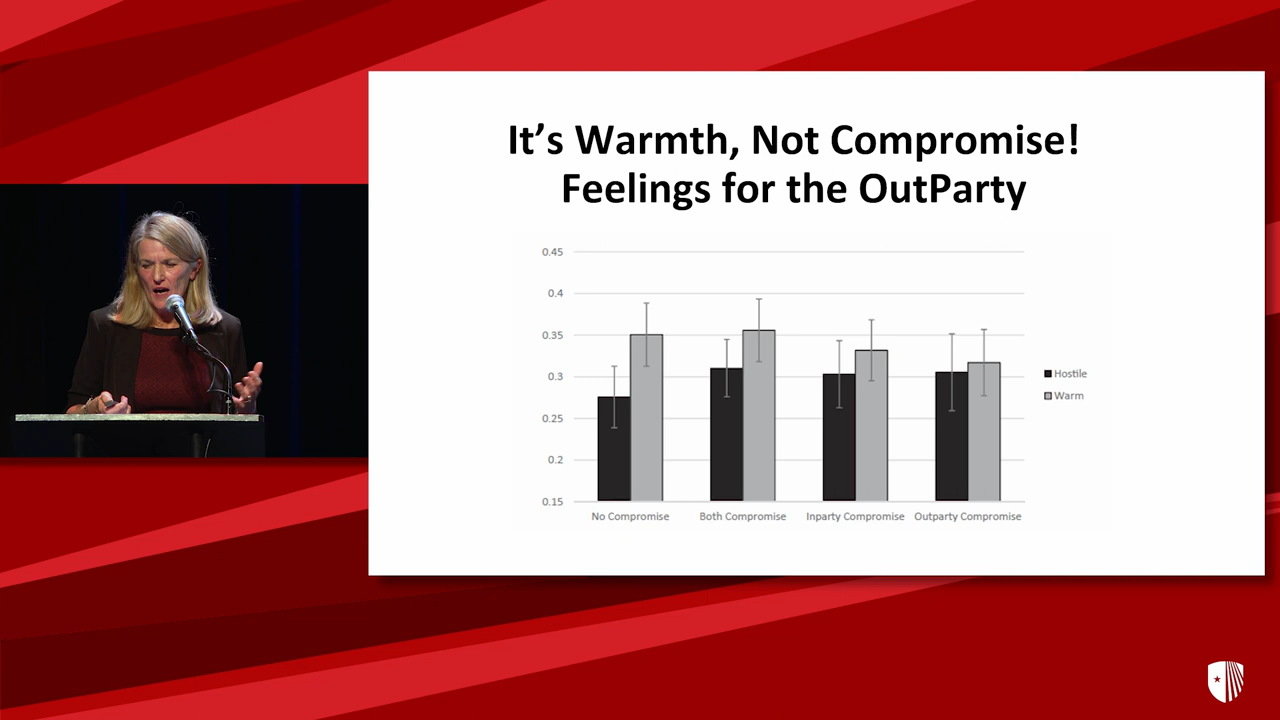 It’s Warmth, Not Compromise!
Feelings for the OutParty
0.45
0.4
0.35
0.3
0.25
0.2
0.15
No Compromise
Both Compromise
Inparty Compromise
Outparty Compromise
Hostile
Warm